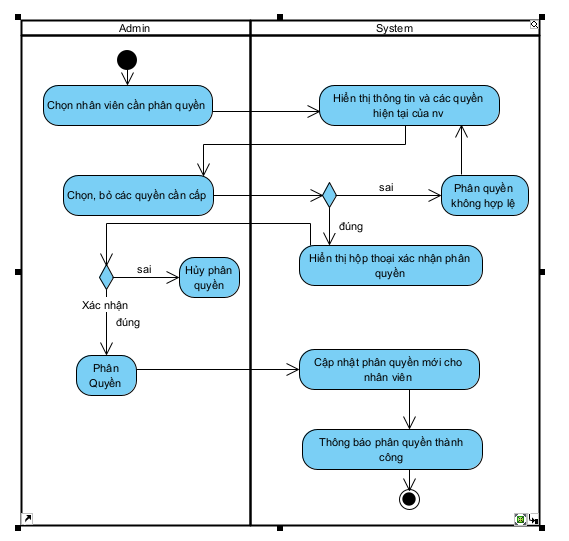 Admin
System
Chọn nhân viên cần phân quyền
Hiển thị thông tin và các quyền
hiện tại của nv
Chọn, bỏ các quyền cần cấp
sai
Phân quyền
không hợp lệ
đúng
Hiển thị hộp thoại xác nhận phân
quyền
sai
Hủy phân
quyền
Xác nhận
đúng
Phân
Quyền
Cập nhật phân quyền mới cho
nhân viên
Thông báo phân quyền thành
công